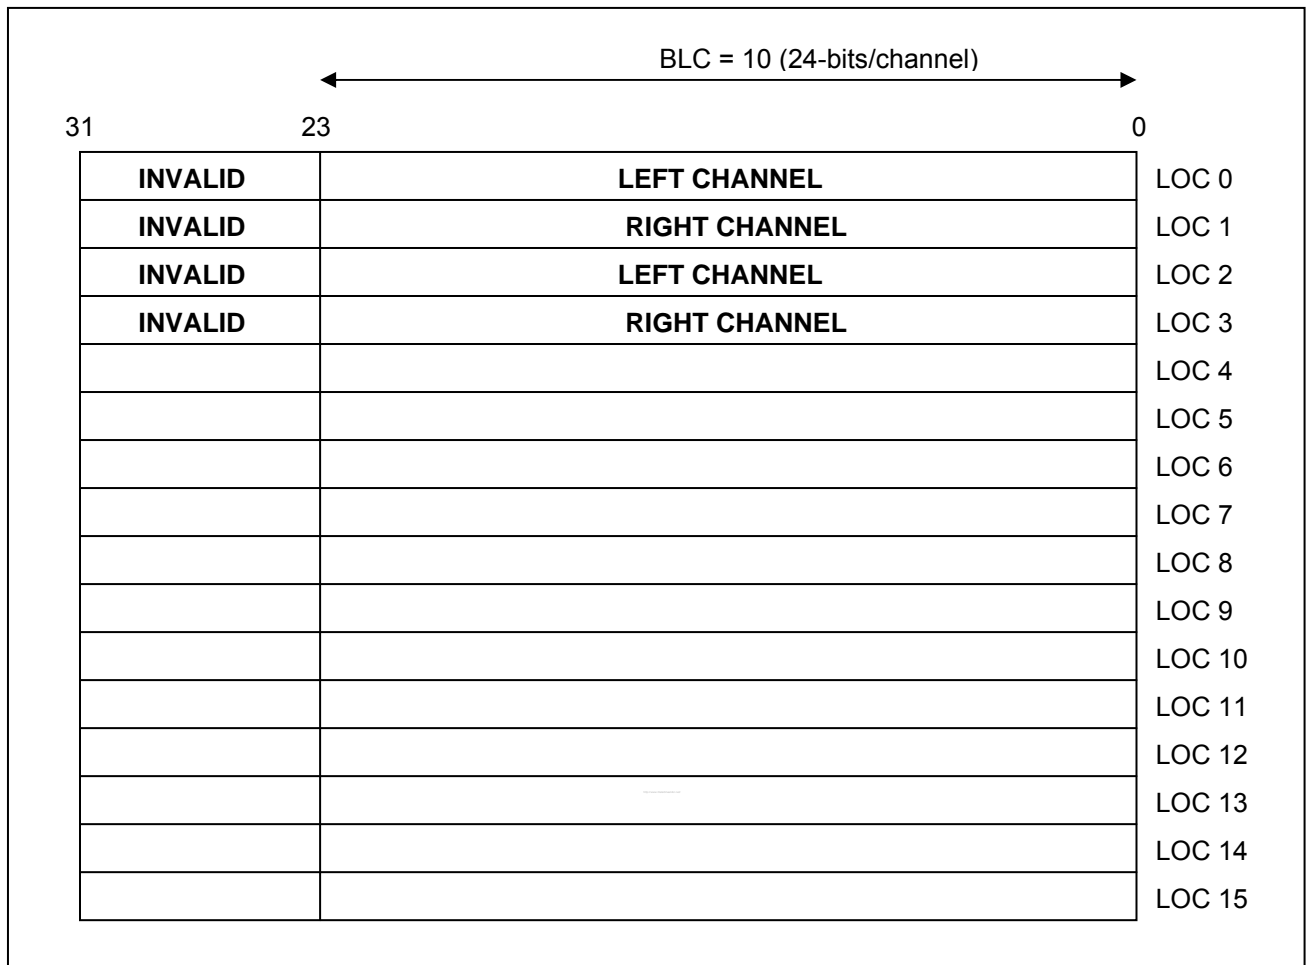 BLC = 10 (24-bits/channel)
31 23 0
INVALID LEFT CHANNEL LOC 0
INVALID RIGHT CHANNEL LOC 1
INVALID LEFT CHANNEL LOC 2
INVALID RIGHT CHANNEL LOC 3
LOC 4
LOC 5
LOC 6
LOC 7
LOC 8
LOC 9
LOC 10
LOC 11
LOC 12
LOC 13
LOC 14
LOC 15